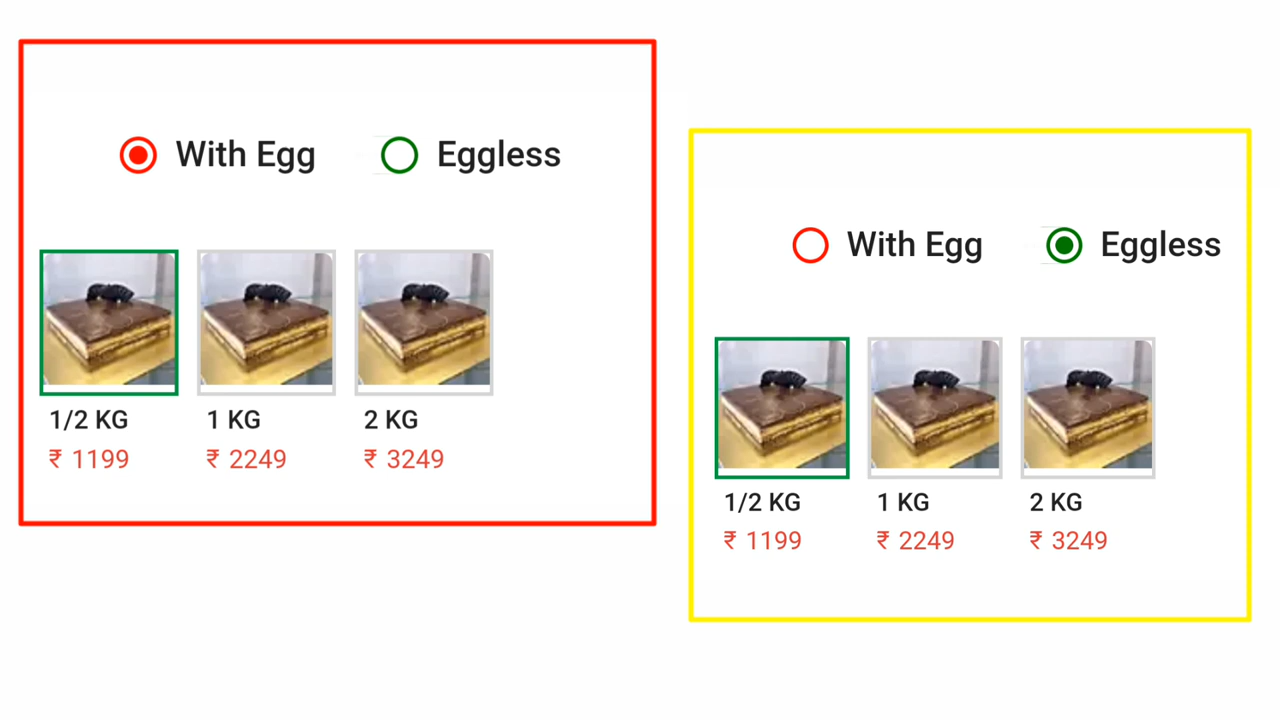 With Egg Eggless
1/2 KG 1 KG 2 KG
₹ 1199 ₹ 2249 ₹ 3249
With Egg Eggless
1/2 KG 1 KG 2 KG
₹ 1199 ₹ 2249 ₹ 3249